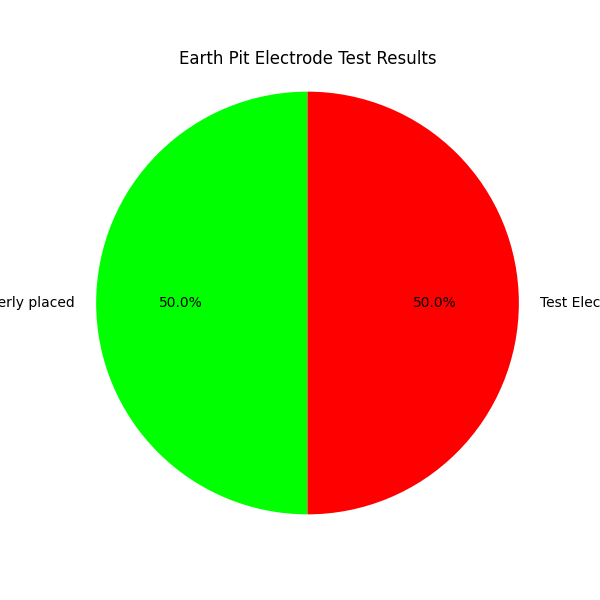 Earth Pit Electrode Test Results
erly placed
50.0%
50.0%
Test Elec